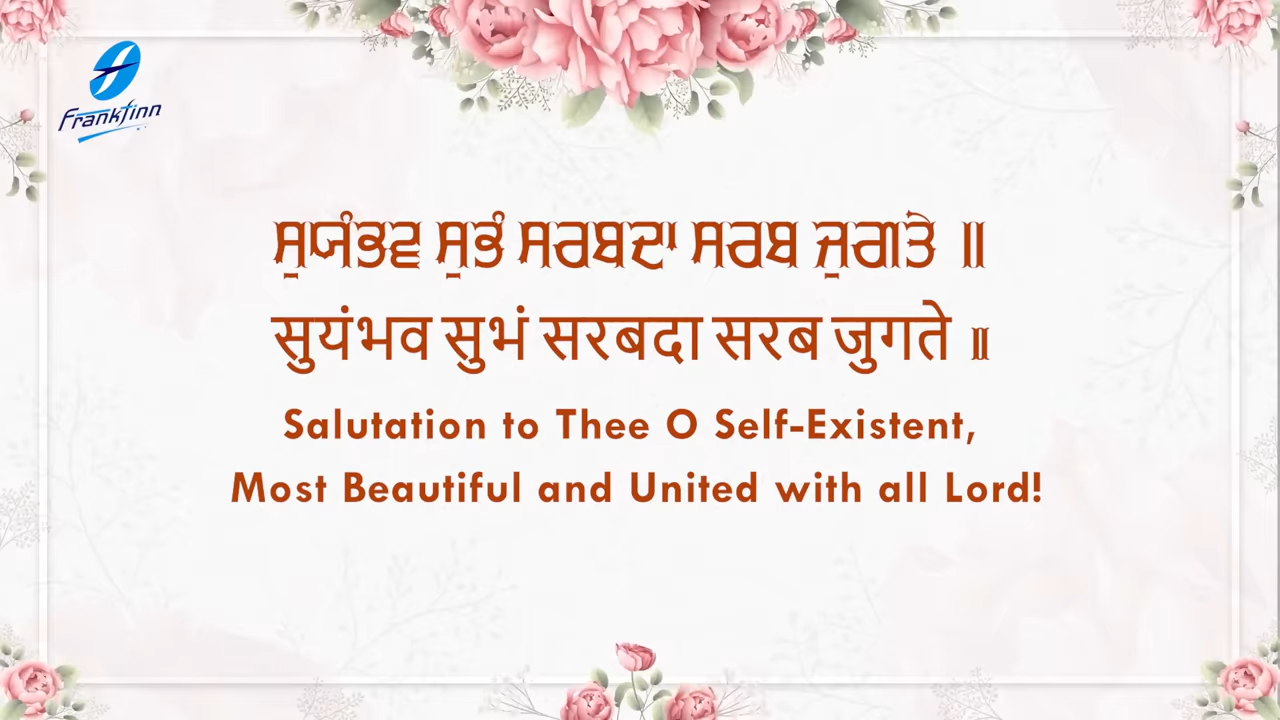 Frankfinn
ਸੁਯੰਭਵ ਸੁਭੰ ਸਰਬਦਾ ਸਰਬ ਜੁਗਤੇ ॥
सुयंभव सुभं सरबदा सरब जुगते ॥
Salutation to Thee O Self-Existent,
Most Beautiful and United with all Lord!